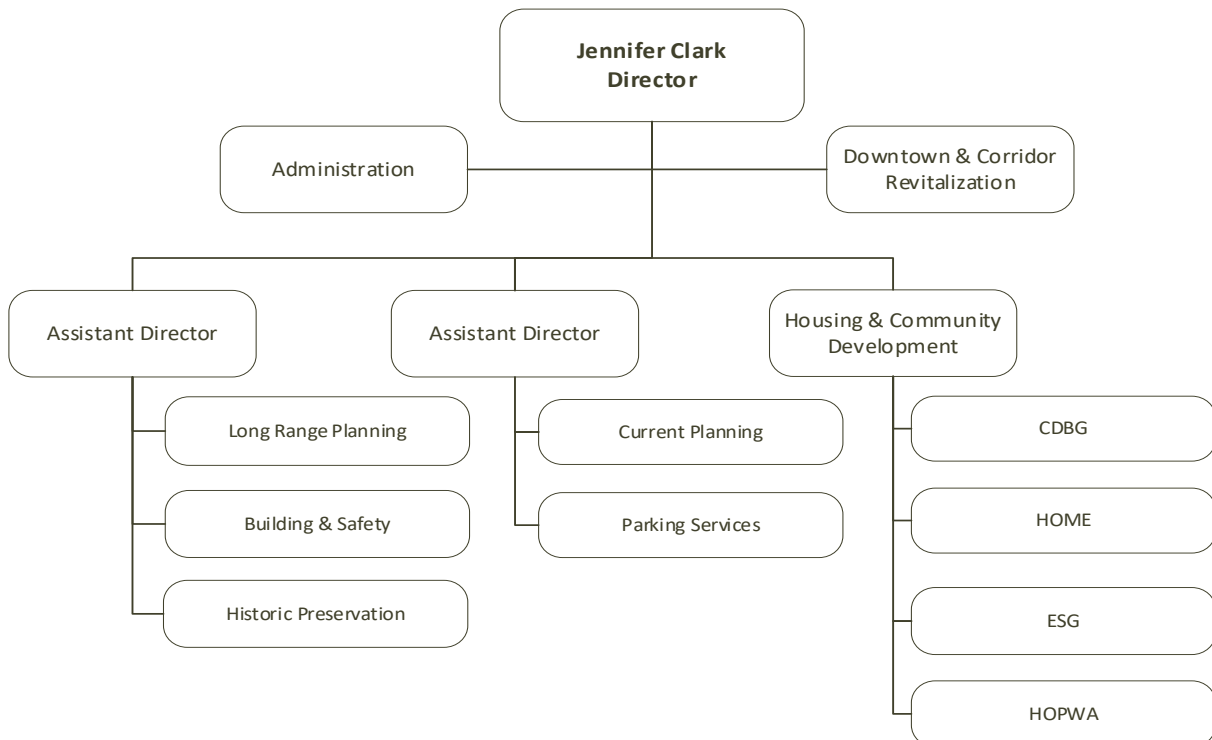 Jennifer Clark
Director
Administration
Downtown & Corridor
Revitalization
Assistant Director
Assistant Director
Housing & Community
Development
Long Range Planning
Building & Safety
Historic Preservation
Current Planning
Parking Services
CDBG
HOME
ESG
HOPWA